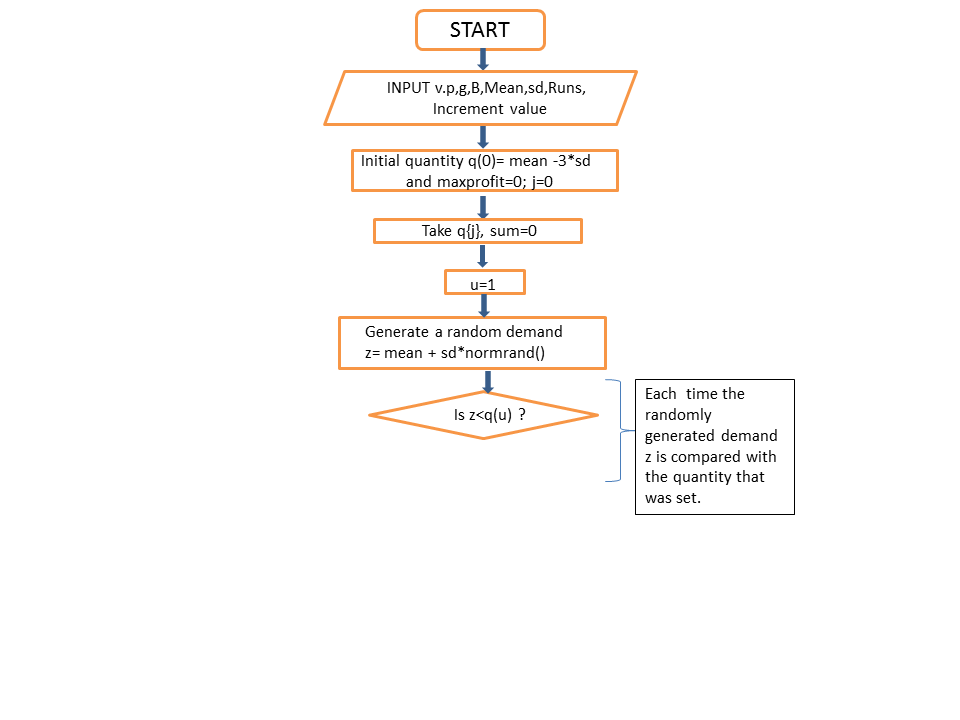 START
INPUT v.p,g,B,Mean,sd,Runs,
Increment value
Initial quantity q(0)= mean -3*sd
and maxprofit=0; j=0
Take q{j}, sum=0
u=1
Generate a random demand
z= mean + sd*normrand()
Is z<q(u) ?
Each time the
randomly
generated demand
z is compared with
the quantity that
was set.